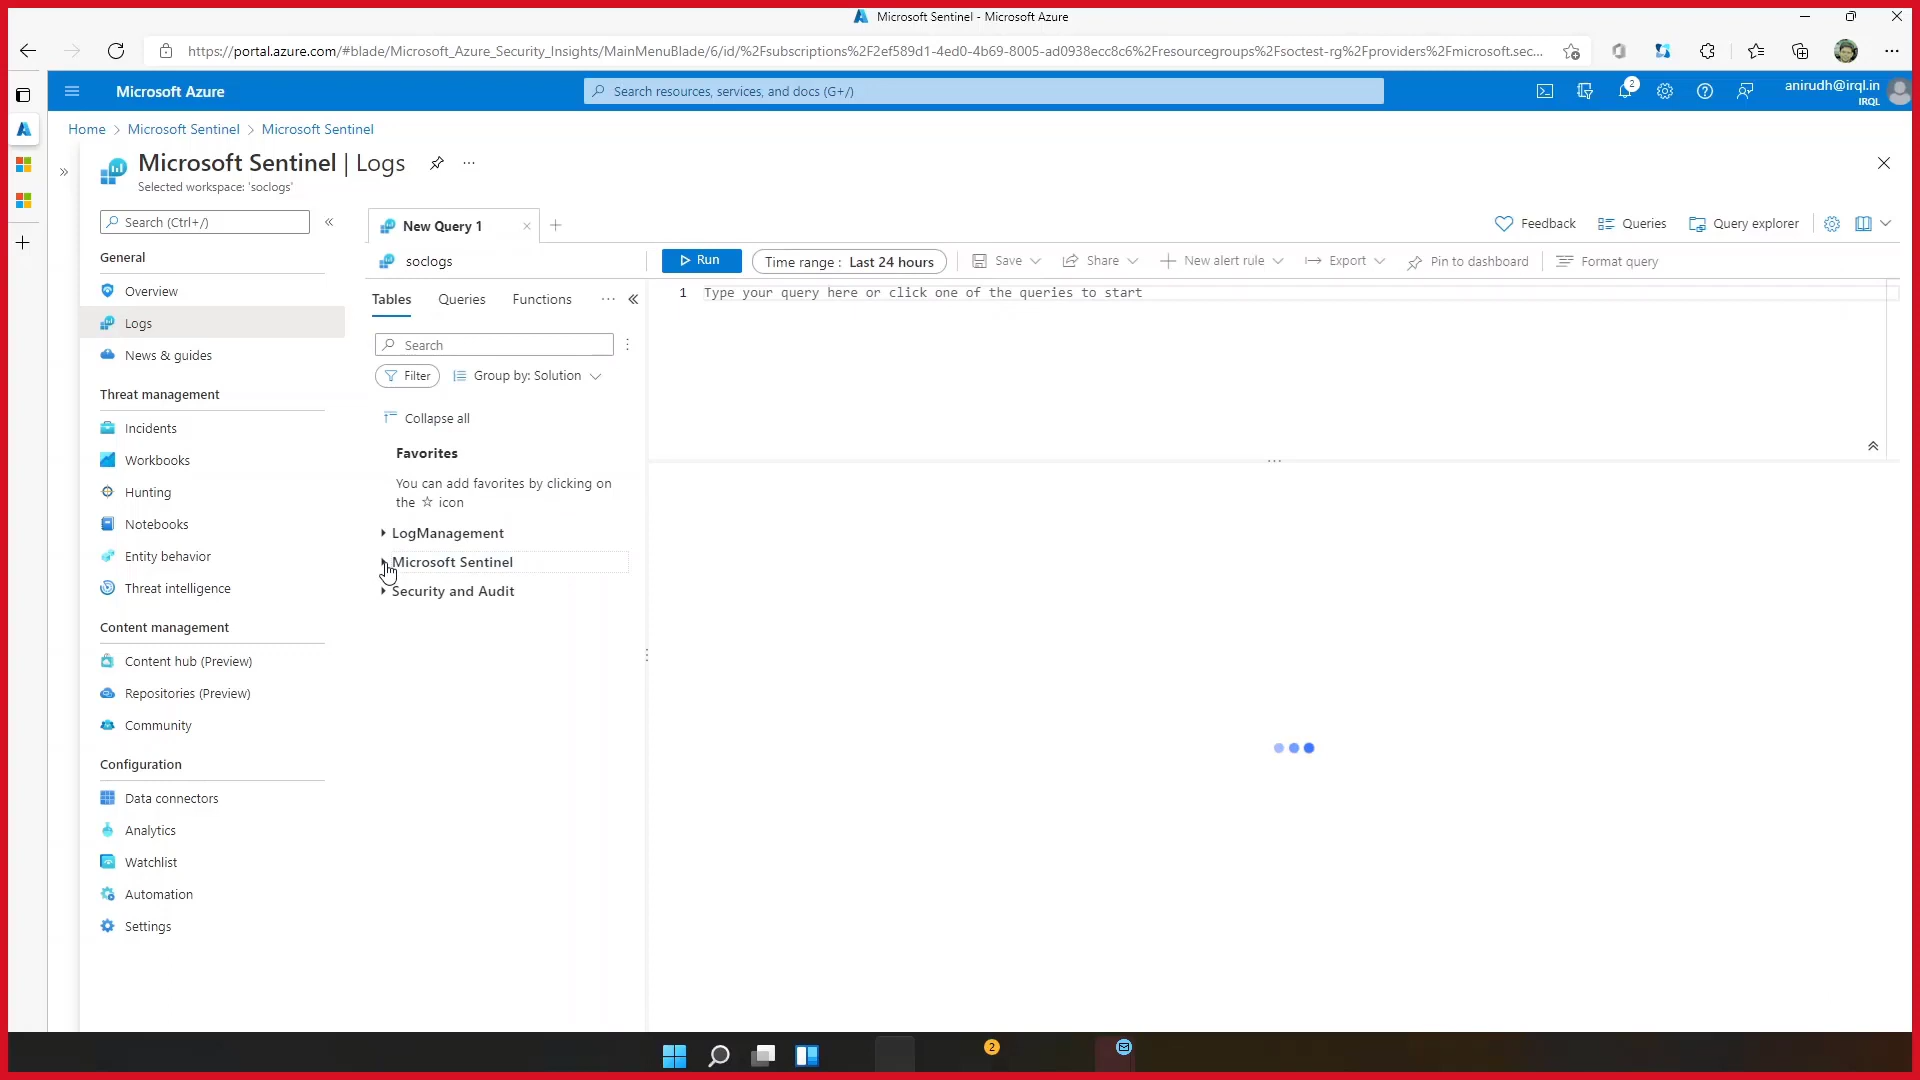 Microsoft Sentinel - Microsoft Azure
https://portal.azure.com/#blade/Microsoft_Azure_Security_Insights/MainMenuBlade/6/id/%2Fsubscriptions%2F2ef589d1-4ed0-4b69-8005-ad0938ecc8c6%2Fresourcegroups%2Fsoctest-rg%2Fproviders%2Fmicrosoft.sec...
Microsoft Azure
Search resources, services, and docs (G+/)
2
anirudh@irql.in
IRQL
Home > Microsoft Sentinel > Microsoft Sentinel
Microsoft Sentinel | Logs
Selected workspace: 'soclogs'
Search (Ctrl+/)
General
Overview
Logs
News & guides
Threat management
Incidents
Workbooks
Hunting
Notebooks
Entity behavior
Threat intelligence
Content management
Content hub (Preview)
Repositories (Preview)
Community
Configuration
Data connectors
Analytics
Watchlist
Automation
Settings
New Query 1
Feedback
Queries
Query explorer
soclogs
Run
Time range : Last 24 hours
Save
Share
New alert rule
Export
Pin to dashboard
Format query
Tables
Queries
Functions
Search
Filter
Group by: Solution
Collapse all
Favorites
You can add favorites by clicking on
the ☆ icon
LogManagement
Microsoft Sentinel
Security and Audit
1 Type your query here or click one of the queries to start
2